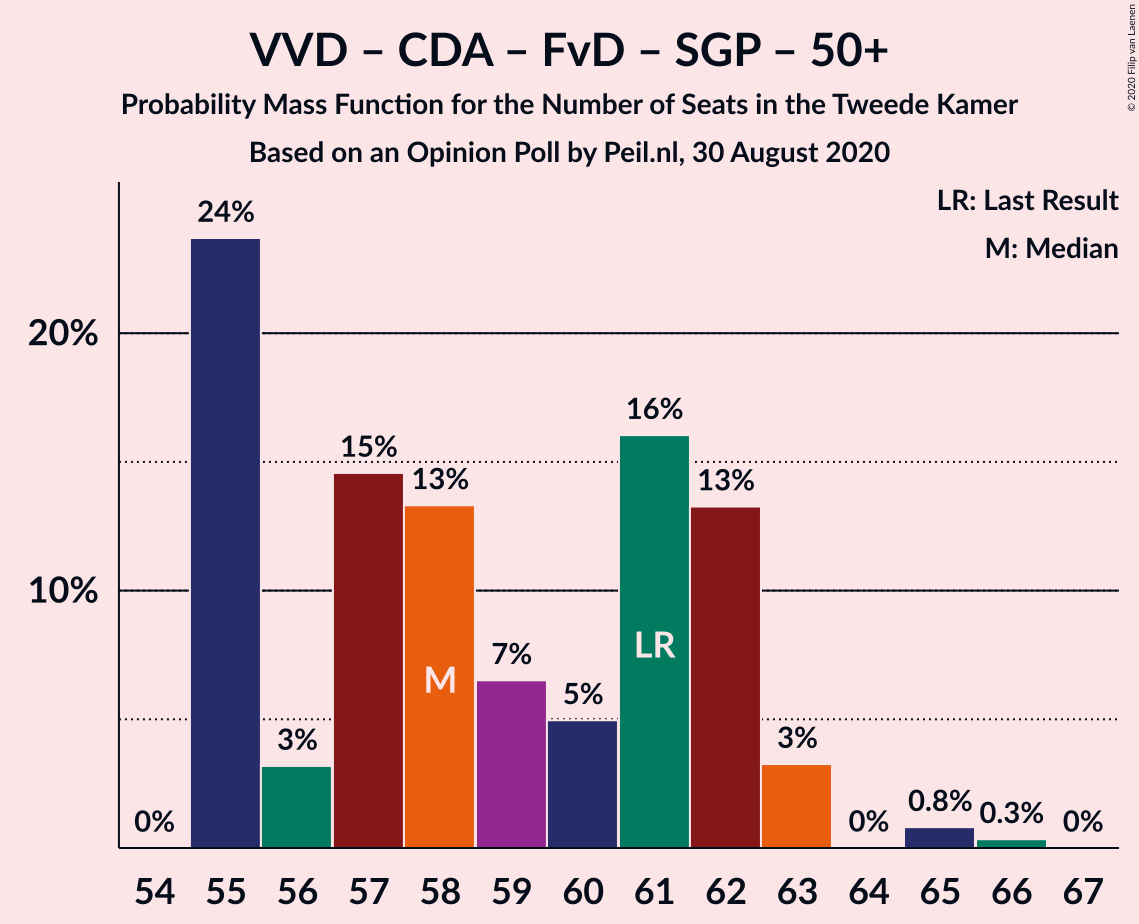 VVD – CDA – FvD – SGP – 50+
Probability Mass Function for the Number of Seats in the Tweede Kamer
Based on an Opinion Poll by Peil.nl, 30 August 2020
© 2020 Filip van Laenen
LR: Last Result
M: Median
20%
10%
0%
24%
3%
15%
13%
7%
5%
16%
13%
3%
0%
0.8%
0.3%
0%
M
LR
54 55 56 57 58 59 60 61 62 63 64 65 66 67